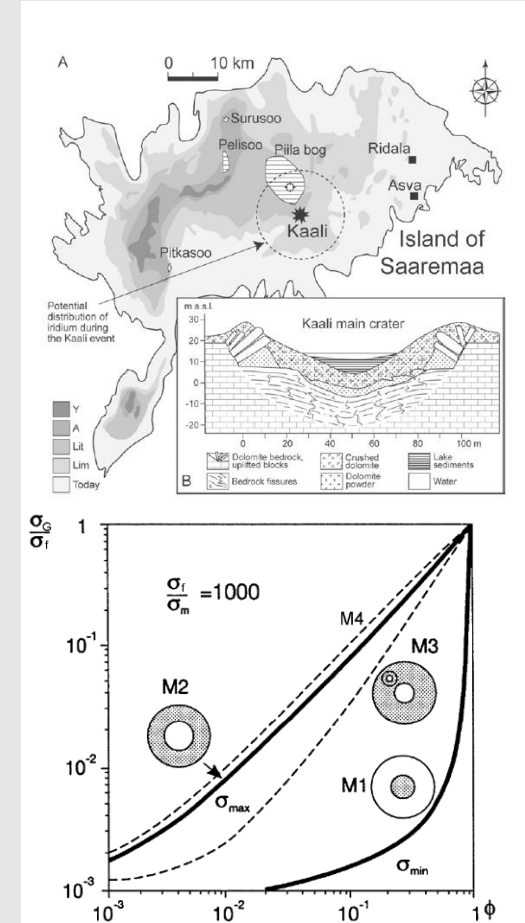 A
0 10 km
Surusoo
Pelisoo
Piila bog
Ridala
Asva
Kaali
Island of
Saaremaa
Pitkasoo
Potential
distribution of
iridium during
the Kaali event
Y
A
Lit
Lim
Today
m a.s.l.
Kaali main crater
30
20
10
0
-10
-20
0 20 40 60 80 100 m
Dolomite bedrock,
uplifted blocks
Crushed
dolomite
Lake
sediments
Bedrock fissures
Dolomite
powder
Water
B
σG/σf
1
σf/σm =1000
M4
10⁻¹
M3
M2
10⁻²
M1
σmax
σmin
10⁻³
10⁻³ 10⁻² 10⁻¹ 1 ϕ